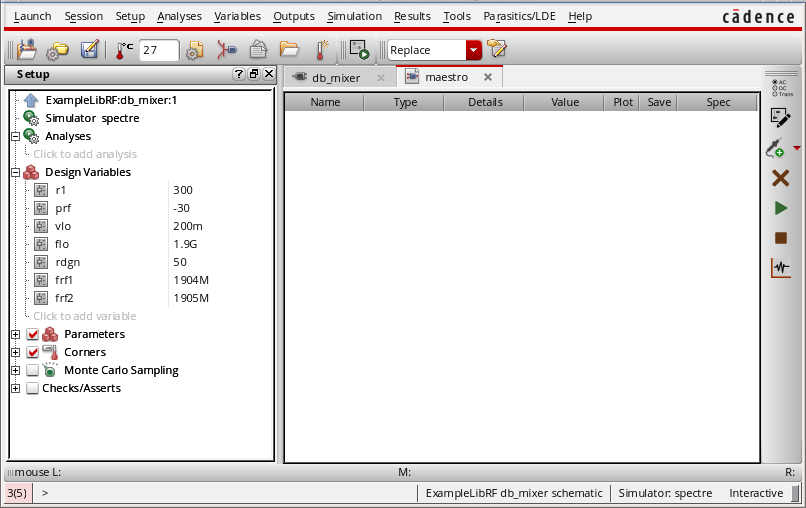 Launch Session Setup Analyses Variables Outputs Simulation Results Tools Parasitics/LDE Help cādence
°C 27 Replace
Setup ?
db_mixer maestro
Name Type Details Value Plot Save Spec
AC
DC
Trans
ExampleLibRF:db_mixer:1
Simulator spectre
Analyses
Click to add analysis
Design Variables
r1 300
prf -30
vlo 200m
flo 1.9G
rdgn 50
frf1 1904M
frf2 1905M
Click to add variable
Parameters
Corners
Monte Carlo Sampling
Checks/Asserts
mouse L: M: R:
3(5) > ExampleLibRF db_mixer schematic Simulator: spectre Interactive